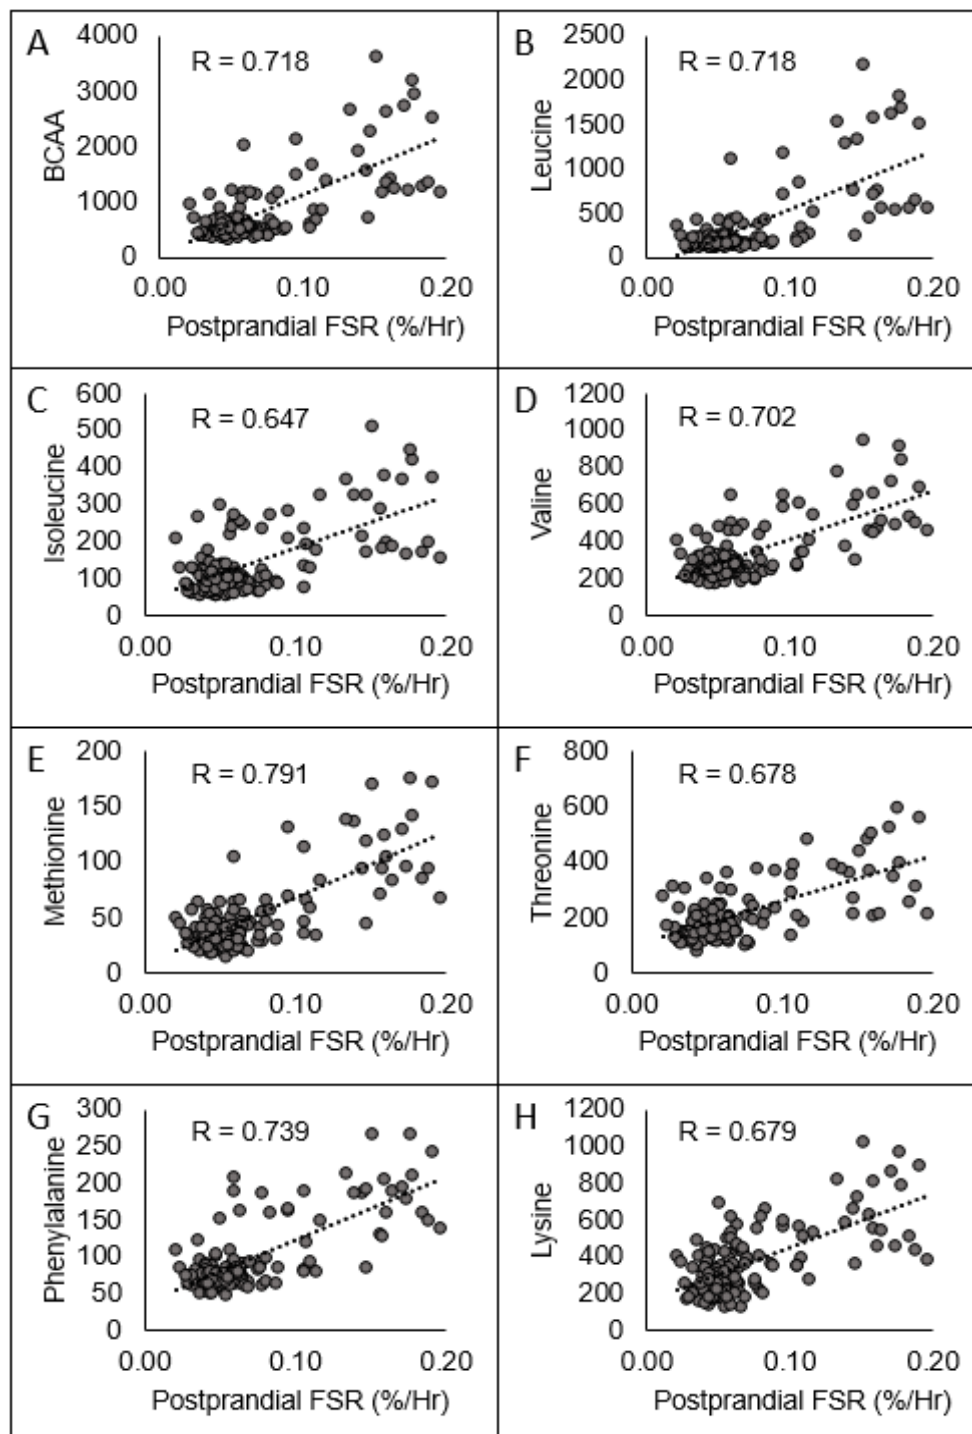 A
BCAA
4000
3000
2000
1000
0
R = 0.718
0.00 0.10 0.20
Postprandial FSR (%/Hr)
B
Leucine
2500
2000
1500
1000
500
0
R = 0.718
0.00 0.10 0.20
Postprandial FSR (%/Hr)
C
Isoleucine
600
500
400
300
200
100
0
R = 0.647
0.00 0.10 0.20
Postprandial FSR (%/Hr)
D
Valine
1200
1000
800
600
400
200
0
R = 0.702
0.00 0.10 0.20
Postprandial FSR (%/Hr)
E
Methionine
200
150
100
50
0
R = 0.791
0.00 0.10 0.20
Postprandial FSR (%/Hr)
F
Threonine
800
600
400
200
0
R = 0.678
0.00 0.10 0.20
Postprandial FSR (%/Hr)
G
Phenylalanine
300
250
200
150
100
50
0
R = 0.739
0.00 0.10 0.20
Postprandial FSR (%/Hr)
H
Lysine
1200
1000
800
600
400
200
0
R = 0.679
0.00 0.10 0.20
Postprandial FSR (%/Hr)